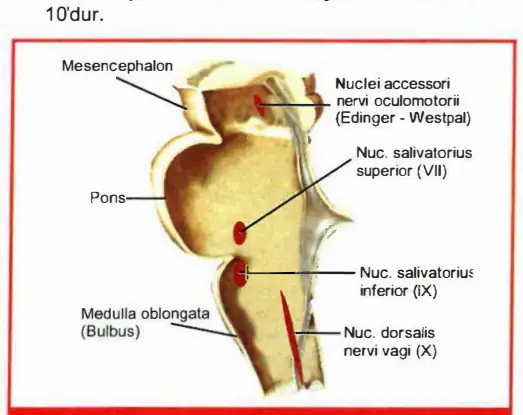 10'dur.
Mesencephalon
Nuclei accessori
nervi oculomotorii
(Edinger - Westpal)
Nuc. salivatorius
superior (VII)
Pons
Nuc. salivatorius
inferior (IX)
Medulla oblongata
(Bulbus)
Nuc. dorsalis
nervi vagi (X)